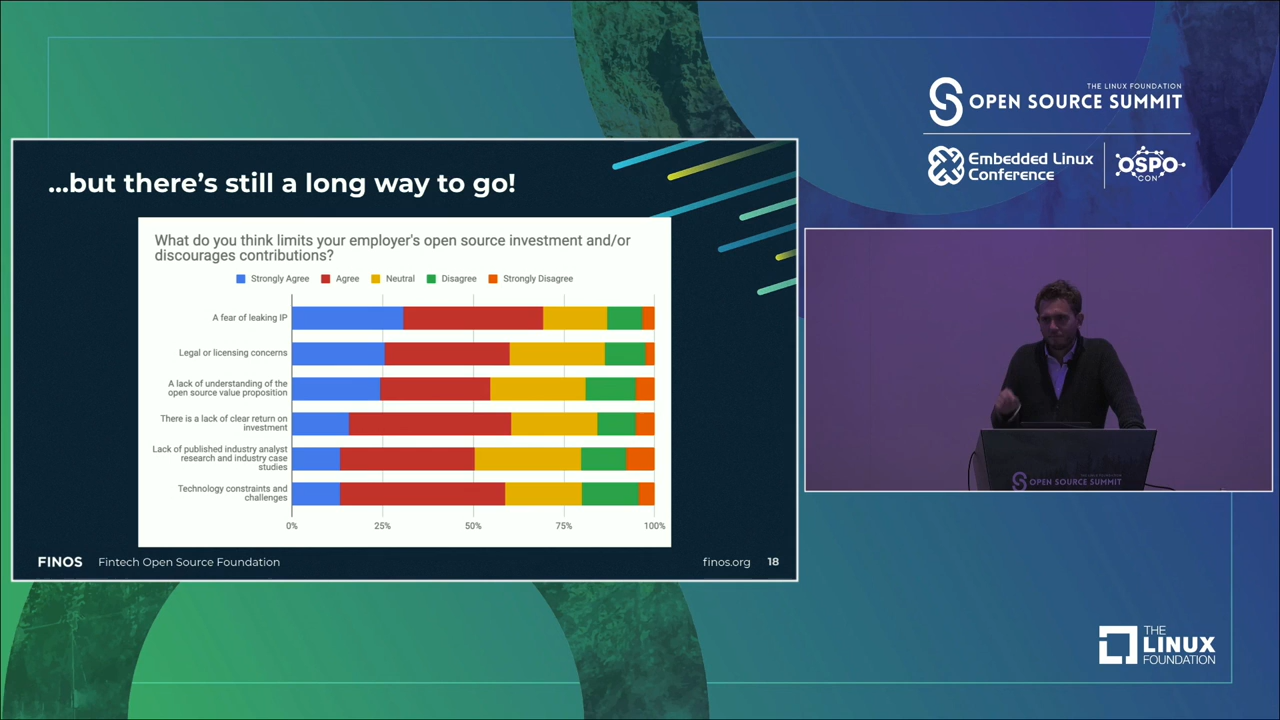 THE LINUX FOUNDATION
OPEN SOURCE SUMMIT
Embedded Linux
Conference
OSPO
CON
...but there's still a long way to go!
What do you think limits your employer's open source investment and/or
discourages contributions?
Strongly Agree
Agree
Neutral
Disagree
Strongly Disagree
A fear of leaking IP
Legal or licensing concerns
A lack of understanding of the
open source value proposition
There is a lack of clear return on
investment
Lack of published industry analyst
research and industry case
studies
Technology constraints and
challenges
0%
25%
50%
75%
100%
FINOS
Fintech Open Source Foundation
finos.org
18
OPEN SOURCE SUMMIT
THE
LINUX
FOUNDATION